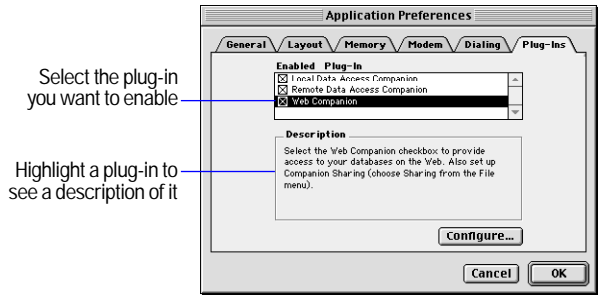 Application Preferences
General Layout Memory Modem Dialing Plug-Ins
Enabled Plug-In
Local Data Access Companion
Remote Data Access Companion
Web Companion
Select the plug-in
you want to enable
Description
Select the Web Companion checkbox to provide
access to your databases on the Web. Also set up
Companion Sharing (choose Sharing from the File
menu).
Highlight a plug-in to
see a description of it
Configure...
Cancel OK